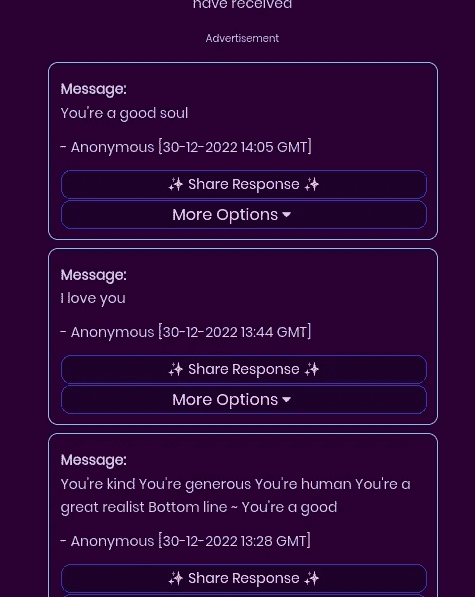 have received
Advertisement
Message:
You're a good soul
- Anonymous [30-12-2022 14:05 GMT]
✨ Share Response ✨
More Options
Message:
I love you
- Anonymous [30-12-2022 13:44 GMT]
✨ Share Response ✨
More Options
Message:
You're kind You're generous You're human You're a
great realist Bottom line ~ You're a good
- Anonymous [30-12-2022 13:28 GMT]
✨ Share Response ✨